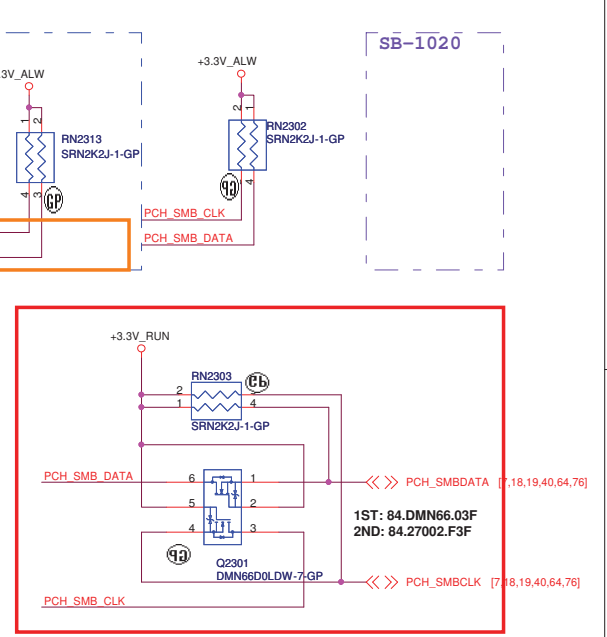 SB-1020
3V_ALW
+3.3V_ALW
1
2
2
1
RN2313
SRN2K2J-1-GP
RN2302
SRN2K2J-1-GP
4
3
GP
GP
4
PCH_SMB_CLK
PCH_SMB_DATA
+3.3V_RUN
RN2303
GP
2
3
1
4
SRN2K2J-1-GP
PCH_SMB_DATA
6
1
PCH_SMBDATA [7,18,19,40,64,76]
5
2
1ST: 84.DMN66.03F
2ND: 84.27002.F3F
4
3
GP
Q2301
DMN66D0LDW-7-GP
PCH_SMBCLK [7,18,19,40,64,76]
PCH_SMB_CLK